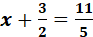 x + 3/2 = 11/5